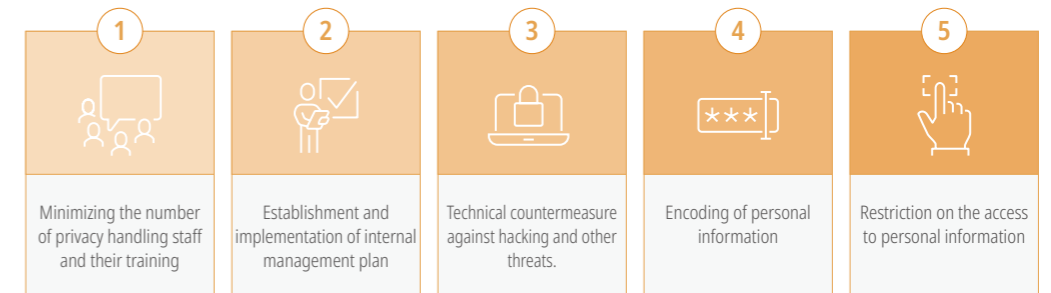 1
Minimizing the number
of privacy handling staff
and their training
2
Establishment and
implementation of internal
management plan
3
Technical countermeasure
against hacking and other
threats.
4
***
Encoding of personal
information
5
Restriction on the access
to personal information